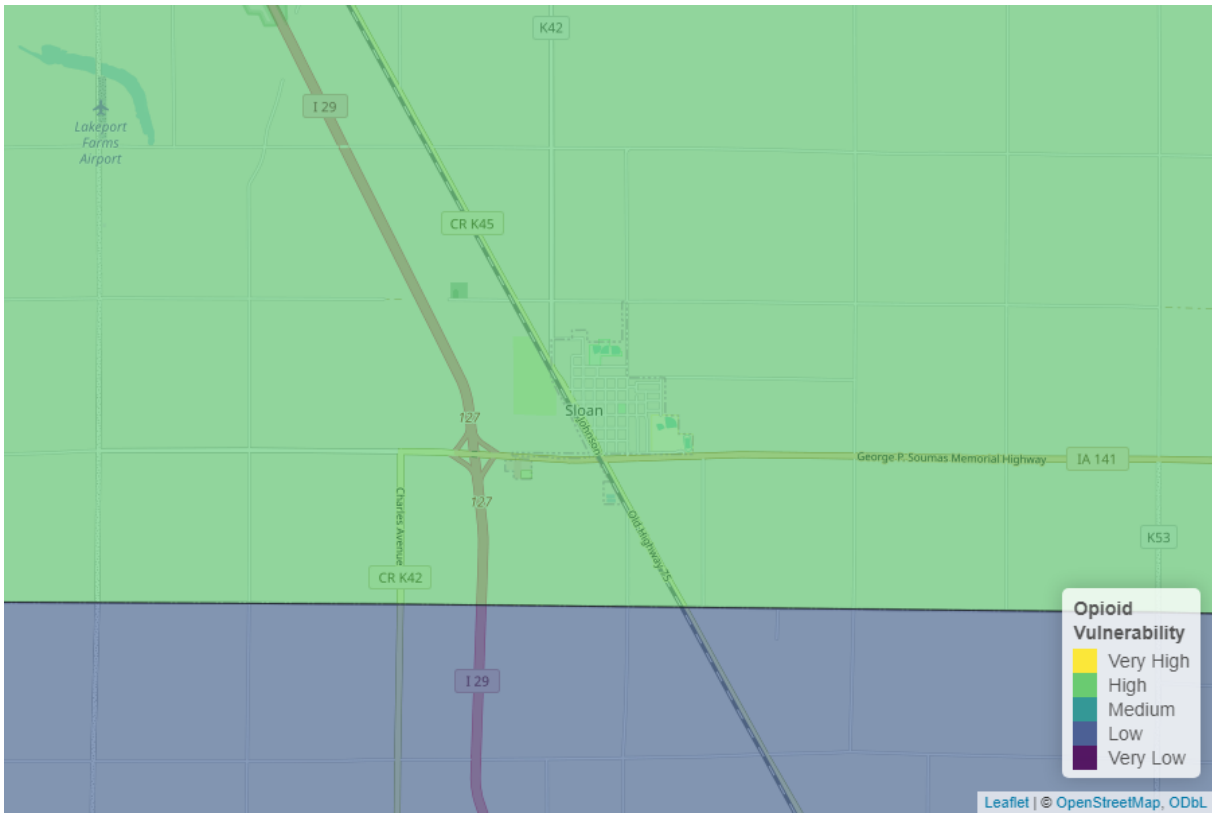 K42
I 29
Lakeport
Farms
Airport
CR K45
127
Sloan
Johnson
George P. Soumas Memorial Highway
IA 141
127
Charles Avenue
Old Highway 75
K53
CR K42
I 29
Opioid
Vulnerability
Very High
High
Medium
Low
Very Low
Leaflet | © OpenStreetMap, ODbL